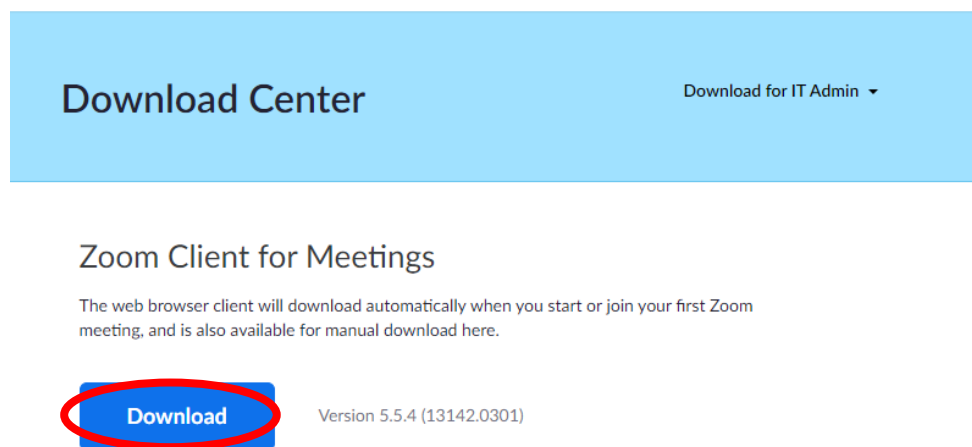 Download Center
Download for IT Admin
Zoom Client for Meetings
The web browser client will download automatically when you start or join your first Zoom
meeting, and is also available for manual download here.
Download
Version 5.5.4 (13142.0301)